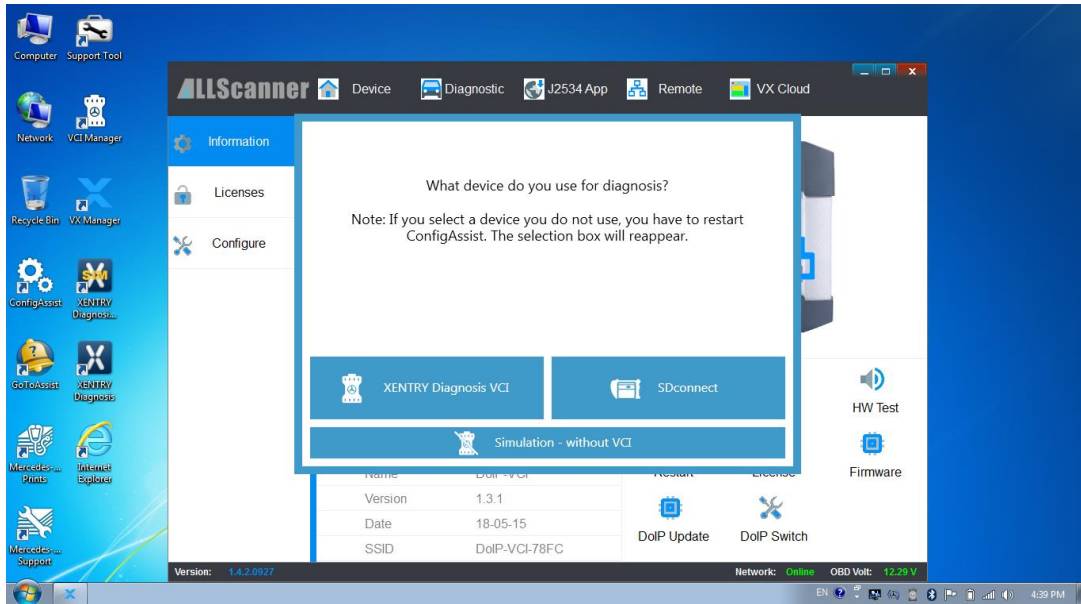 Computer
Support Tool
Network
VCI Manager
Recycle Bin
VX Manager
ConfigAssist
XENTRY
Diagnosi...
GoToAssist
XENTRY
Diagnosis
Mercedes-...
Prints
Internet
Explorer
Mercedes-...
Support
ALLScanner
Device
Diagnostic
J2534 App
Remote
VX Cloud
Information
Licenses
Configure
What device do you use for diagnosis?
Note: If you select a device you do not use, you have to restart
ConfigAssist. The selection box will reappear.
XENTRY Diagnosis VCI
SDconnect
Simulation - without VCI
HW Test
Firmware
Version 1.3.1
Date 18-05-15
SSID DoIP-VCI-78FC
DoIP Update
DoIP Switch
Version: 1.4.2.0927
Network: Online OBD Volt: 12.29 V
EN
4:39 PM